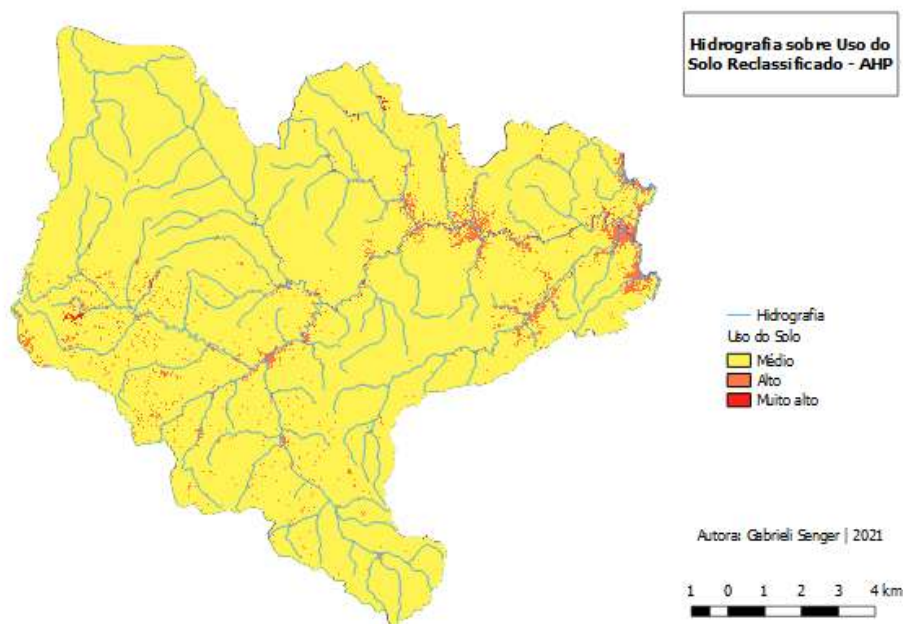 Hidrografia sobre Uso do
Solo Reclassificado - AHP
Hidrografia
Uso do Solo
Médio
Alto
Muito alto
Autora: Gabrieli Senger | 2021
1 0 1 2 3 4 km